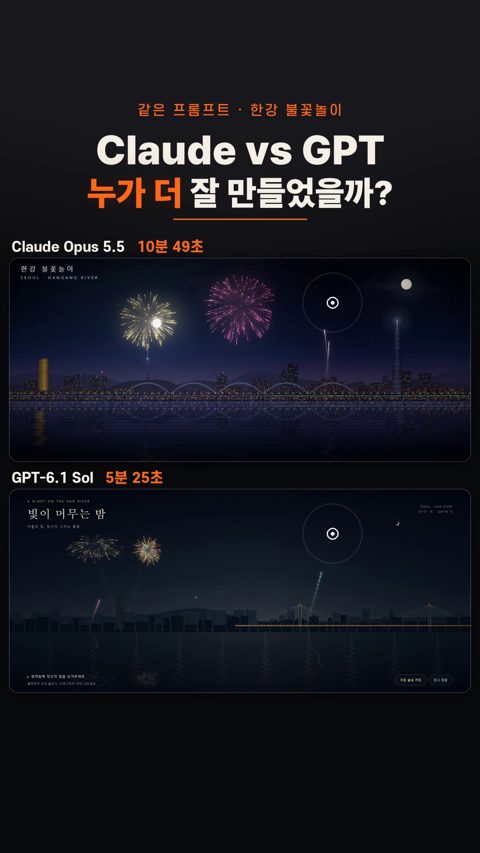 같은 프롬프트 · 한강 불꽃놀이
Claude vs GPT
누가 더 잘 만들었을까?
Claude Opus 5.5 10분 49초
한강 불꽃놀이
SEOUL · HANGANG RIVER
GPT-6.1 Sol 5분 25초
A NIGHT ON THE HAN RIVER
빛이 머무는 밤